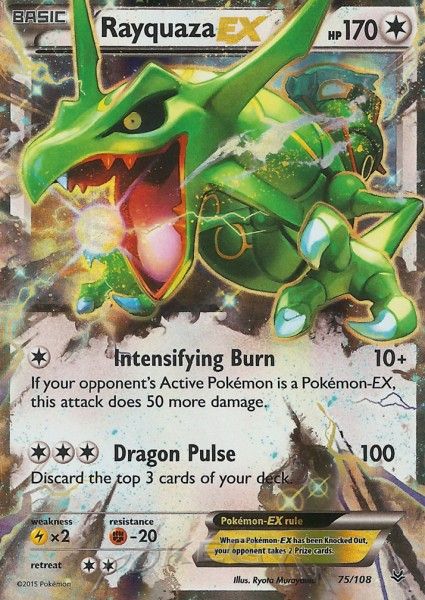 BASIC Rayquaza EX HP170
Intensifying Burn 10+
If your opponent's Active Pokémon is a Pokémon-EX,
this attack does 50 more damage.
Dragon Pulse 100
Discard the top 3 cards of your deck.
weakness resistance
×2 -20
Pokémon-EX rule
When a Pokémon-EX has been Knocked Out,
your opponent takes 2 Prize cards.
retreat
©2015 Pokémon
Illus. Ryota Murayama
75/108